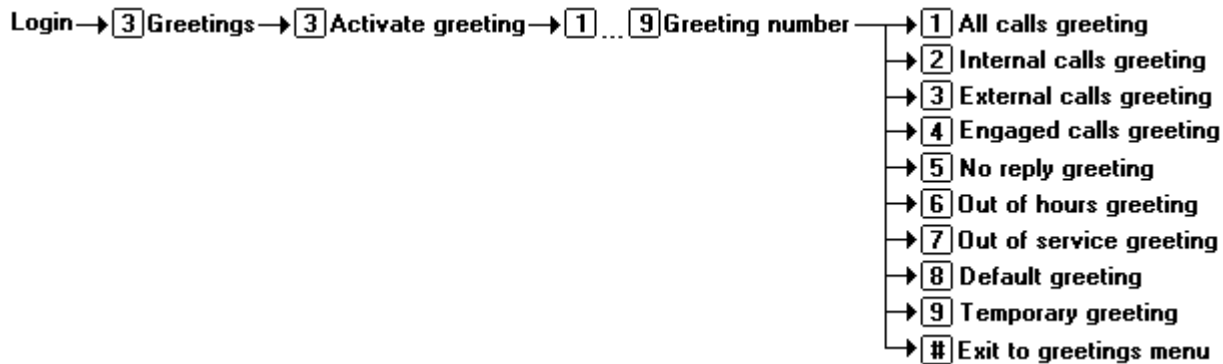 Login 3 Greetings 3 Activate greeting 1 ... 9 Greeting number 1 All calls greeting
2 Internal calls greeting
3 External calls greeting
4 Engaged calls greeting
5 No reply greeting
6 Out of hours greeting
7 Out of service greeting
8 Default greeting
9 Temporary greeting
# Exit to greetings menu